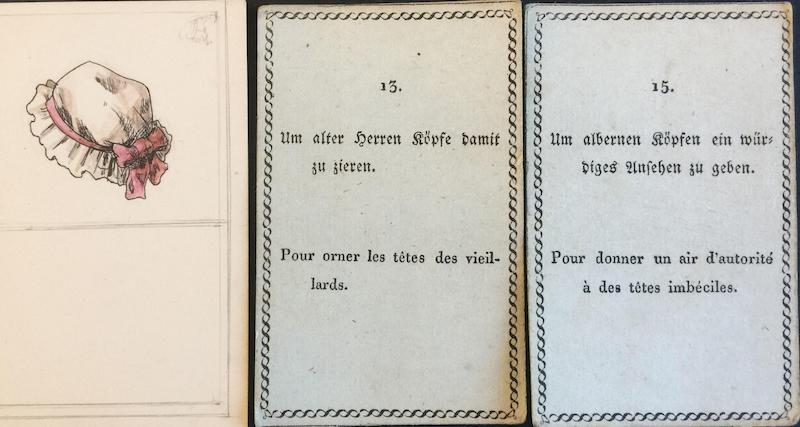 13.
Um alter Herren Köpfe damit
zu zieren.
Pour orner les têtes des vieil-
lards.
15.
Um albernen Köpfen ein wür-
diges Ansehen zu geben.
Pour donner un air d'autorité
à des têtes imbéciles.